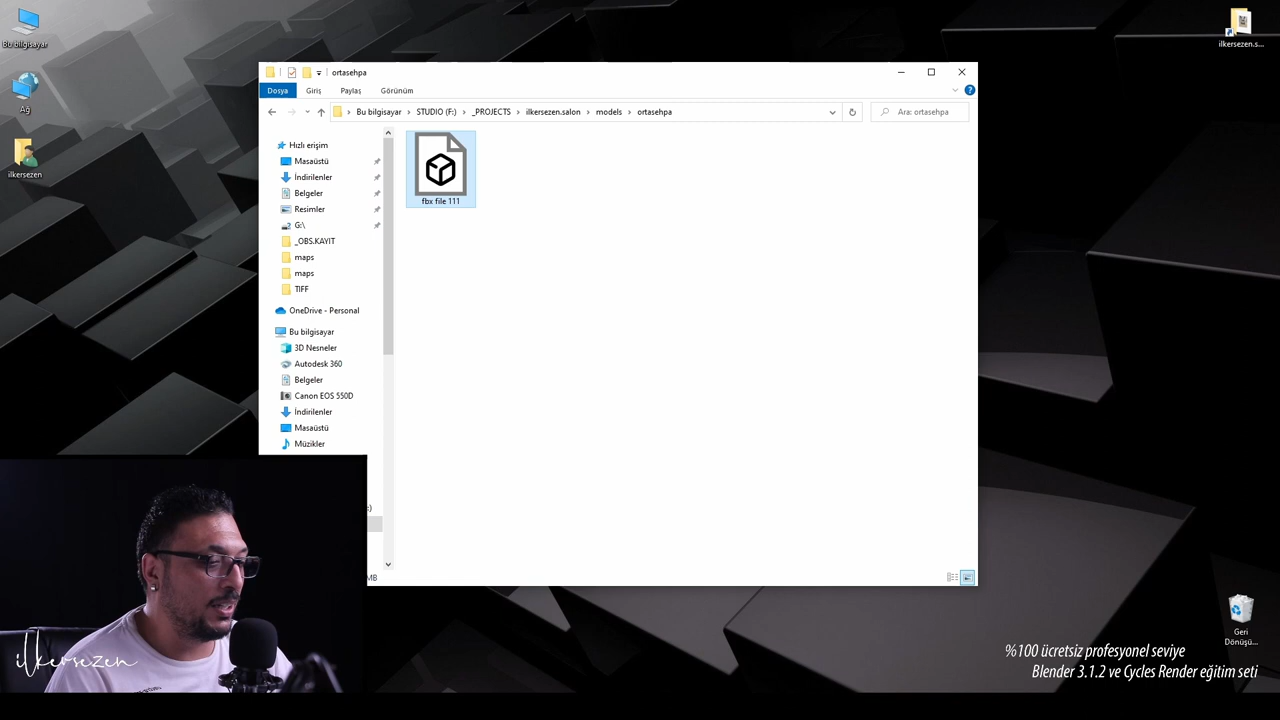 Bu bilgisayar
Ağ
ilkersezen
ilkersezen.s...
ortasehpa
Dosya
Giriş
Paylaş
Görünüm
Bu bilgisayar > STUDIO (F:) > _PROJECTS > ilkersezen.salon > models > ortasehpa
Ara: ortasehpa
Hızlı erişim
Masaüstü
İndirilenler
Belgeler
Resimler
G:\
_OBS.KAYIT
maps
maps
TIFF
OneDrive - Personal
Bu bilgisayar
3D Nesneler
Autodesk 360
Belgeler
Canon EOS 550D
İndirilenler
Masaüstü
Müzikler
:)
MB
fbx file 111
Geri
Dönüşü...
ilkersezen
%100 ücretsiz profesyonel seviye
Blender 3.1.2 ve Cycles Render eğitim seti